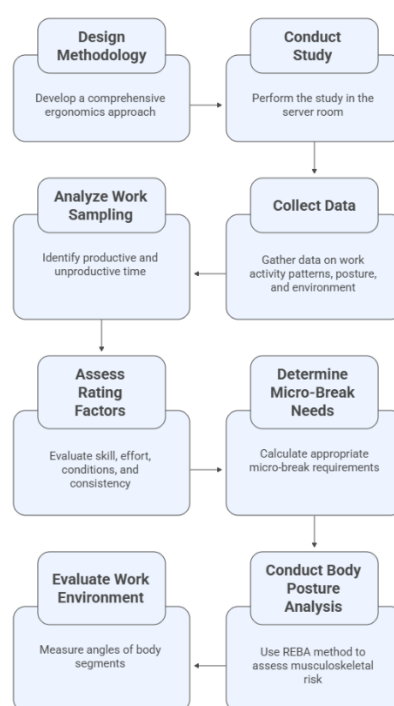 Design
Methodology
Develop a comprehensive
ergonomics approach
Conduct
Study
Perform the study in the
server room
Collect Data
Gather data on work
activity patterns, posture,
and environment
Analyze Work
Sampling
Identify productive and
unproductive time
Assess
Rating
Factors
Evaluate skill, effort,
conditions, and
consistency
Determine
Micro-Break
Needs
Calculate appropriate
micro-break requirements
Conduct Body
Posture
Analysis
Use REBA method to
assess musculoskeletal
risk
Evaluate Work
Environment
Measure angles of body
segments